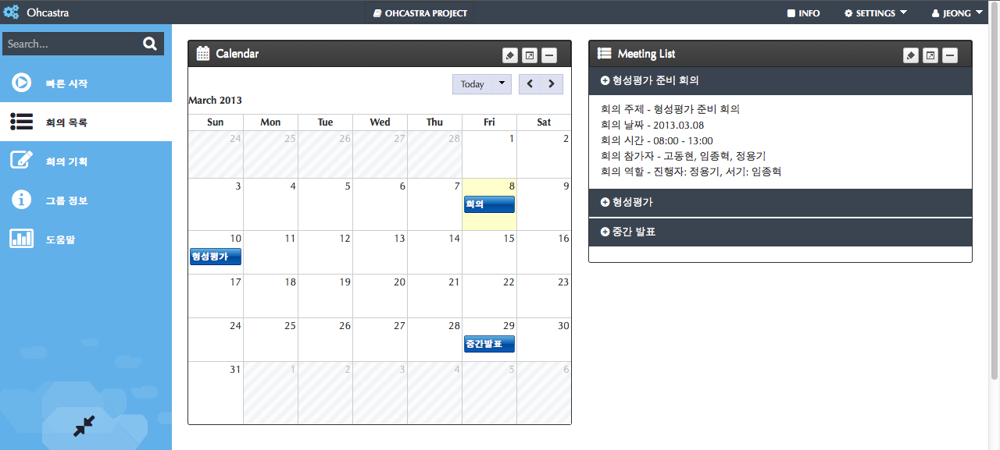 Ohcastra
OHCASTRA PROJECT
INFO
SETTINGS
JEONG
Search...
빠른 시작
회의 목록
회의 기획
그룹 정보
도움말
Calendar
Today
March 2013
Sun Mon Tue Wed Thu Fri Sat
24 25 26 27 28 1 2
3 4 5 6 7 8 9
회의
10 11 12 13 14 15 16
형성평가
17 18 19 20 21 22 23
24 25 26 27 28 29 30
중간발표
31 1 2 3 4 5 6
Meeting List
형성평가 준비 회의
회의 주제 - 형성평가 준비 회의
회의 날짜 - 2013.03.08
회의 시간 - 08:00 - 13:00
회의 참가자 - 고동현, 임종혁, 정용기
회의 역할 - 진행자: 정용기, 서기: 임종혁
형성평가
중간 발표